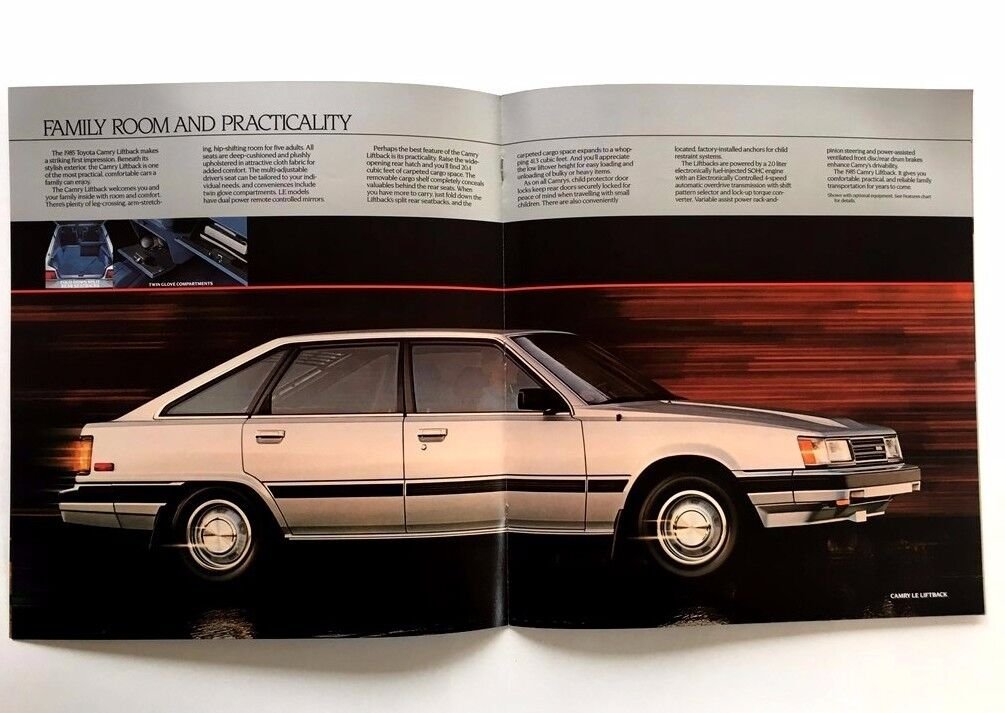 FAMILY ROOM AND PRACTICALITY
The 1985 Toyota Camry Liftback makes
a striking first impression. Beneath its
stylish exterior, the Camry Liftback is one
of the most practical, comfortable cars a
family can enjoy.
The Camry Liftback welcomes you and
your family inside with room and comfort.
There's plenty of leg-crossing, arm-stretch-
ing, hip-shifting room for five adults. All
seats are deep-cushioned and plushly
upholstered in attractive cloth fabric for
added comfort. The multi-adjustable
driver's seat can be tailored to your indi-
vidual needs, and conveniences include
twin glove compartments. LE models
have dual power remote controlled mirrors.
Perhaps the best feature of the Camry
Liftback is its practicality. Raise the wide-
opening rear hatch and you'll find 20.4
cubic feet of carpeted cargo space. The
removable cargo shelf completely conceals
valuables behind the rear seats. When
you have more to carry, just fold down the
Liftback's split rear seatbacks, and the
carpeted cargo space expands to a whop-
ping 41.3 cubic feet. And you'll appreciate
the low liftover height for easy loading and
unloading of bulky or heavy items.
As on all Camrys, child protector door
locks keep rear doors securely locked for
peace of mind when travelling with small
children. There are also conveniently
located, factory-installed anchors for child
restraint systems.
The Liftbacks are powered by a 2.0 liter
electronically fuel-injected SOHC engine
with an Electronically Controlled 4-speed
automatic overdrive transmission with shift
pattern selector and lock-up torque con-
verter. Variable assist power rack-and-
pinion steering and power-assisted
ventilated front disc/rear drum brakes
enhance Camry's drivability.
The 1985 Camry Liftback. It gives you
comfortable, practical, and reliable family
transportation for years to come.
Shown with optional equipment. See Features chart
for details.
FOLD-DOWN SPLIT
REAR SEATBACKS
TWIN GLOVE COMPARTMENTS
CAMRY LE LIFTBACK